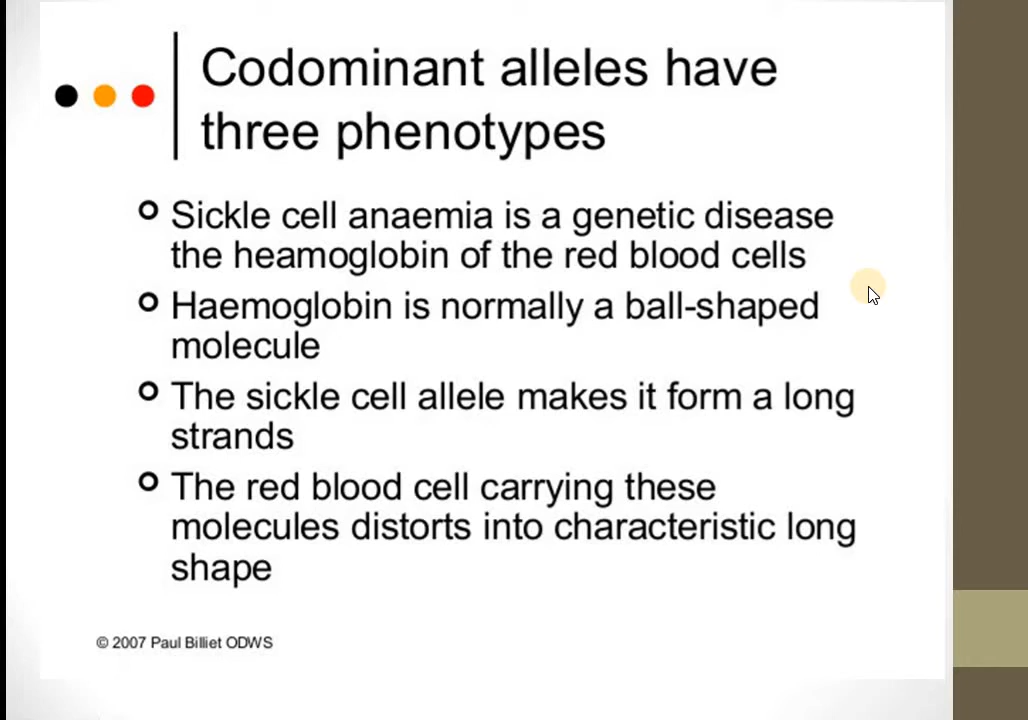 Codominant alleles have
three phenotypes
Sickle cell anaemia is a genetic disease
the heamoglobin of the red blood cells
Haemoglobin is normally a ball-shaped
molecule
The sickle cell allele makes it form a long
strands
The red blood cell carrying these
molecules distorts into characteristic long
shape
© 2007 Paul Billiet ODWS